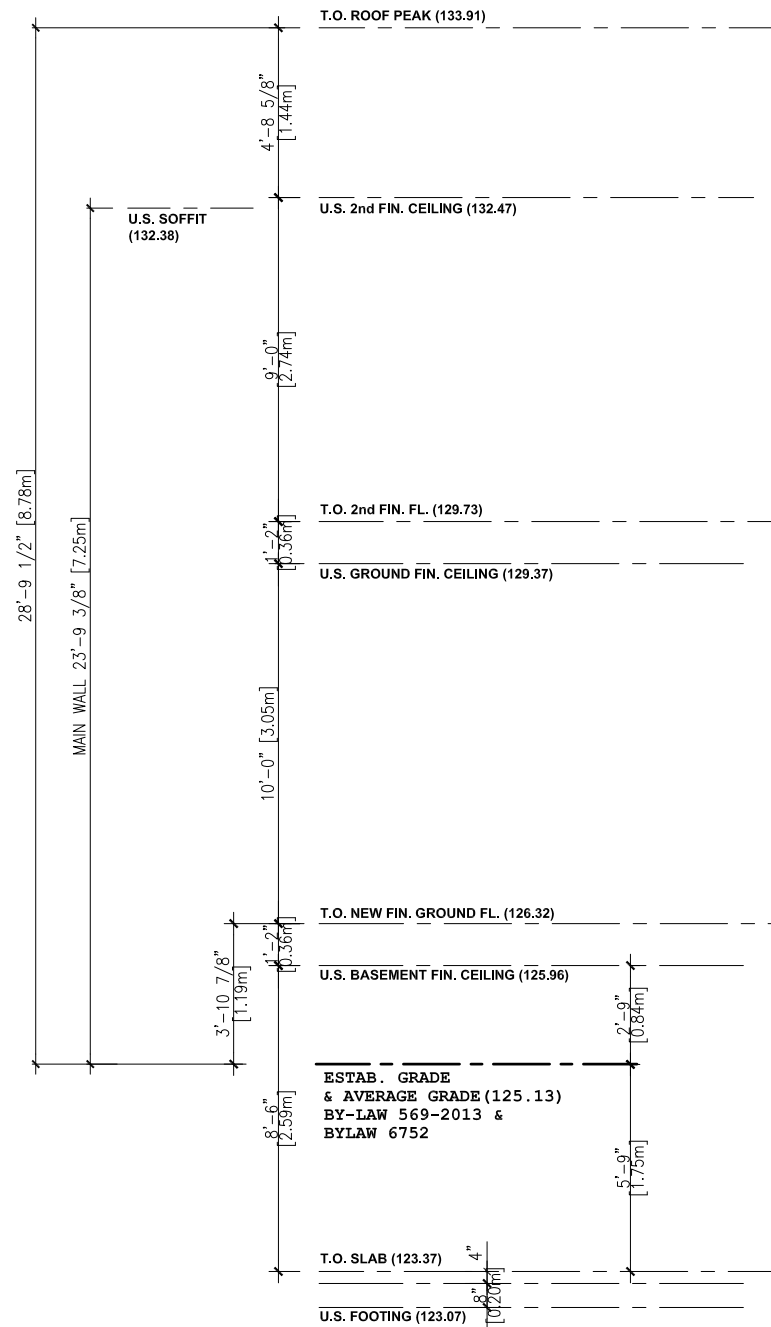 T.O. ROOF PEAK (133.91)
4'-8 5/8"
[1.44m]
U.S. 2nd FIN. CEILING (132.47)
U.S. SOFFIT
(132.38)
9'-0"
[2.74m]
28'-9 1/2" [8.78m]
MAIN WALL 23'-9 3/8" [7.25m]
T.O. 2nd FIN. FL. (129.73)
1'-2"
[0.36m]
U.S. GROUND FIN. CEILING (129.37)
10'-0" [3.05m]
T.O. NEW FIN. GROUND FL. (126.32)
1'-2"
[0.36m]
3'-10 7/8"
[1.19m]
U.S. BASEMENT FIN. CEILING (125.96)
2'-9"
[0.84m]
ESTAB. GRADE
& AVERAGE GRADE(125.13)
BY-LAW 569-2013 &
BYLAW 6752
8'-6"
[2.59m]
5'-9"
[1.75m]
T.O. SLAB (123.37)
4"
8"
[0.20m]
U.S. FOOTING (123.07)